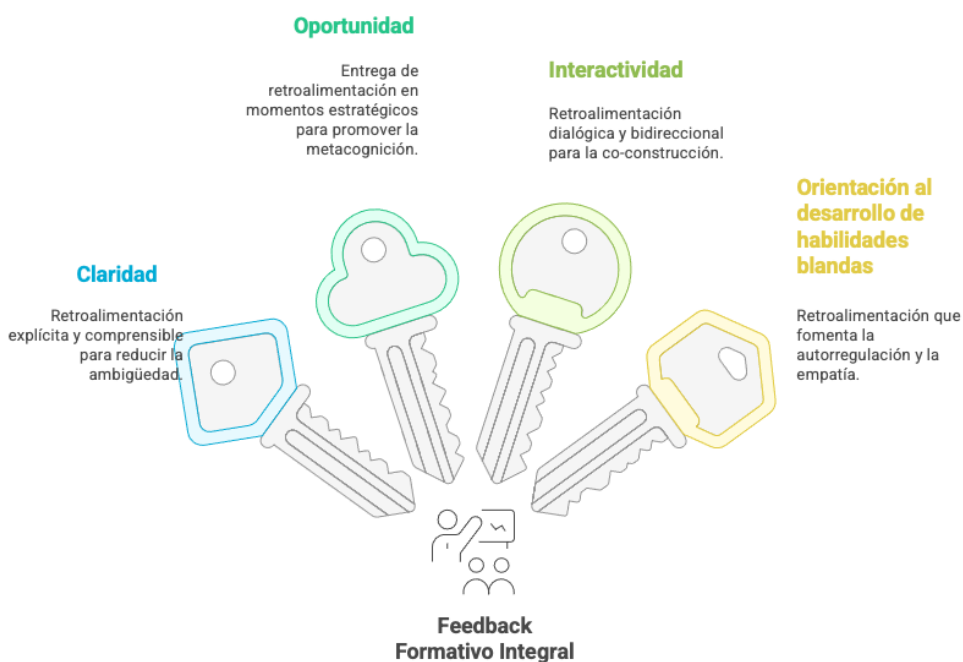 Oportunidad
Entrega de
retroalimentación en
momentos estratégicos
para promover la
metacognición.
Interactividad
Retroalimentación
dialógica y bidireccional
para la co-construcción.
Orientación al
desarrollo de
habilidades
blandas
Retroalimentación que
fomenta la
autorregulación y la
empatía.
Claridad
Retroalimentación
explícita y comprensible
para reducir la
ambigüedad.
Feedback
Formativo Integral